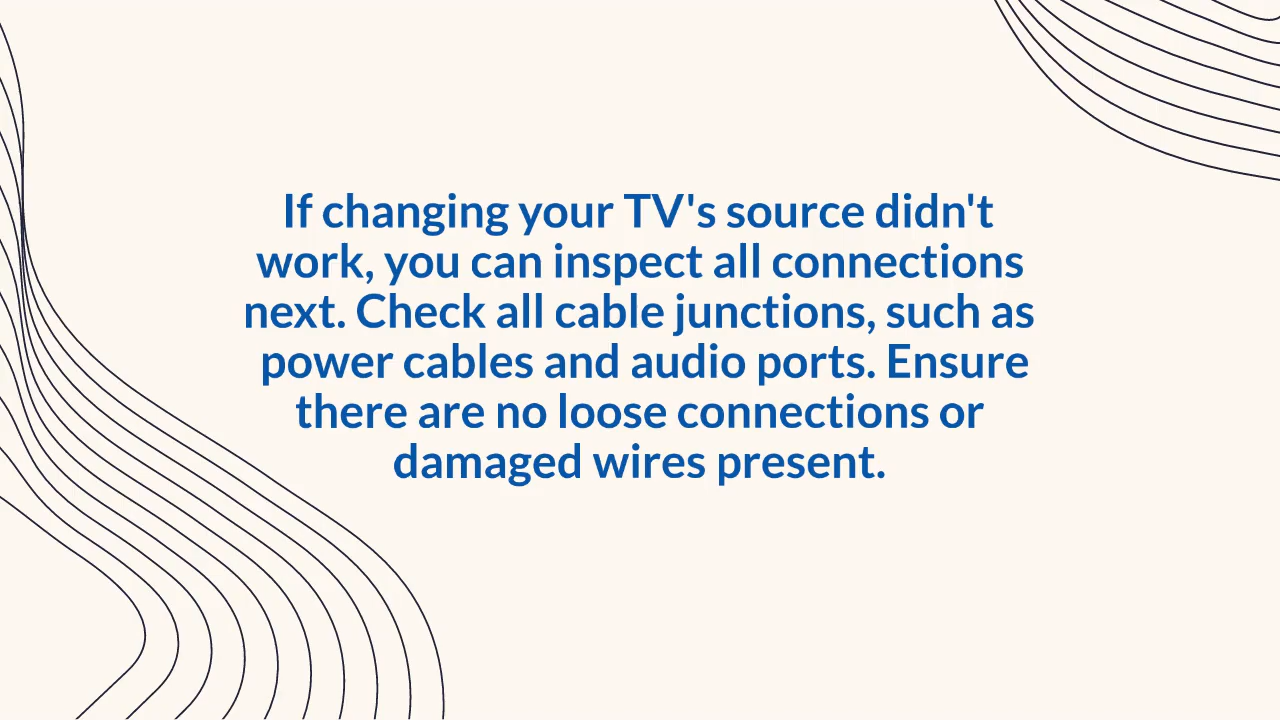 If changing your TV's source didn't
work, you can inspect all connections
next. Check all cable junctions, such as
power cables and audio ports. Ensure
there are no loose connections or
damaged wires present.